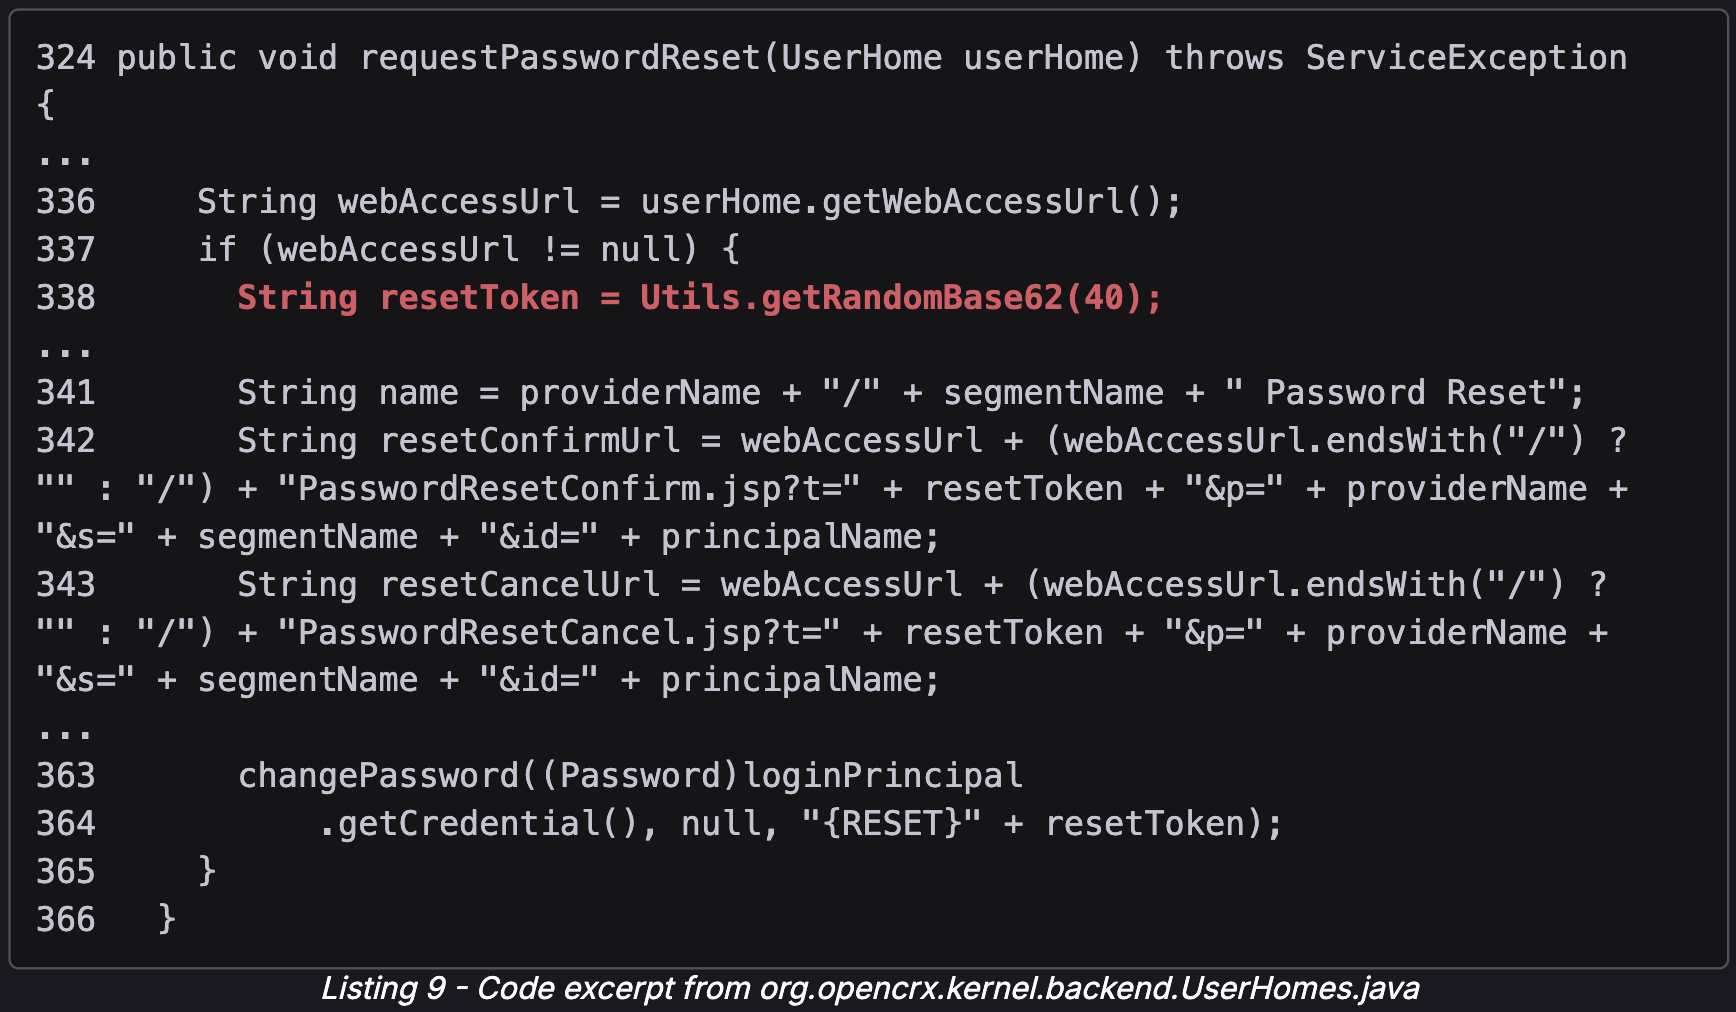 324 public void requestPasswordReset(UserHome userHome) throws ServiceException
{
...
336     String webAccessUrl = userHome.getWebAccessUrl();
337     if (webAccessUrl != null) {
338       String resetToken = Utils.getRandomBase62(40);
...
341       String name = providerName + "/" + segmentName + " Password Reset";
342       String resetConfirmUrl = webAccessUrl + (webAccessUrl.endsWith("/") ?
"" : "/") + "PasswordResetConfirm.jsp?t=" + resetToken + "&p=" + providerName +
"&s=" + segmentName + "&id=" + principalName;
343       String resetCancelUrl = webAccessUrl + (webAccessUrl.endsWith("/") ?
"" : "/") + "PasswordResetCancel.jsp?t=" + resetToken + "&p=" + providerName +
"&s=" + segmentName + "&id=" + principalName;
...
363       changePassword((Password)loginPrincipal
364           .getCredential(), null, "{RESET}" + resetToken);
365     }
366   }
Listing 9 - Code excerpt from org.opencrx.kernel.backend.UserHomes.java